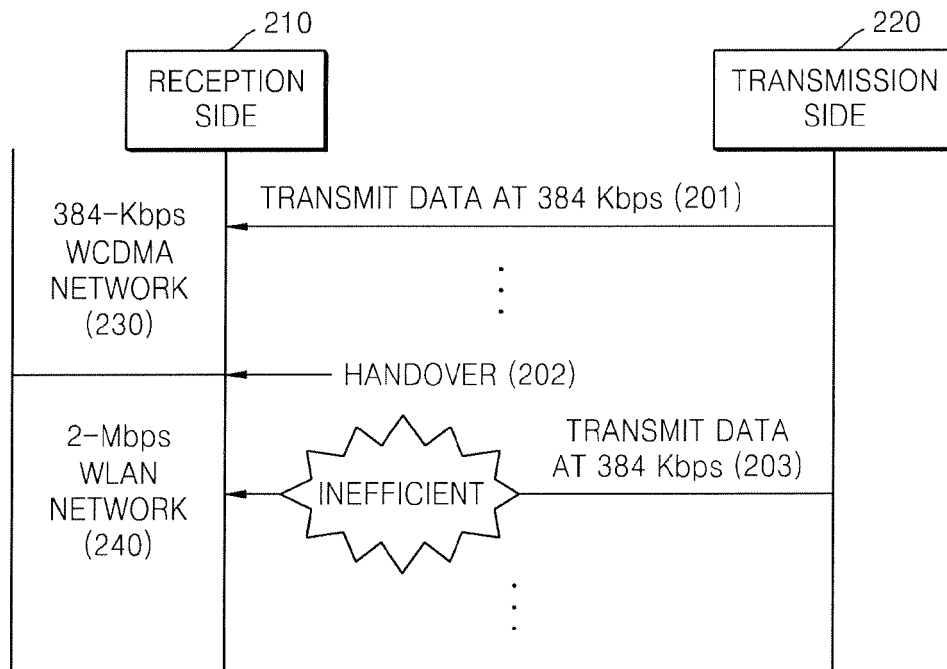 210
220
RECEPTION
SIDE
TRANSMISSION
SIDE
TRANSMIT DATA AT 384 Kbps (201)
384-Kbps
WCDMA
NETWORK
(230)
HANDOVER (202)
2-Mbps
WLAN
NETWORK
(240)
INEFFICIENT
TRANSMIT DATA
AT 384 Kbps (203)